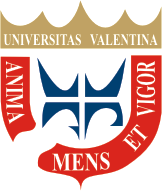 UNIVERSITAS VALENTINA
ANIMA
MENS
ET VIGOR